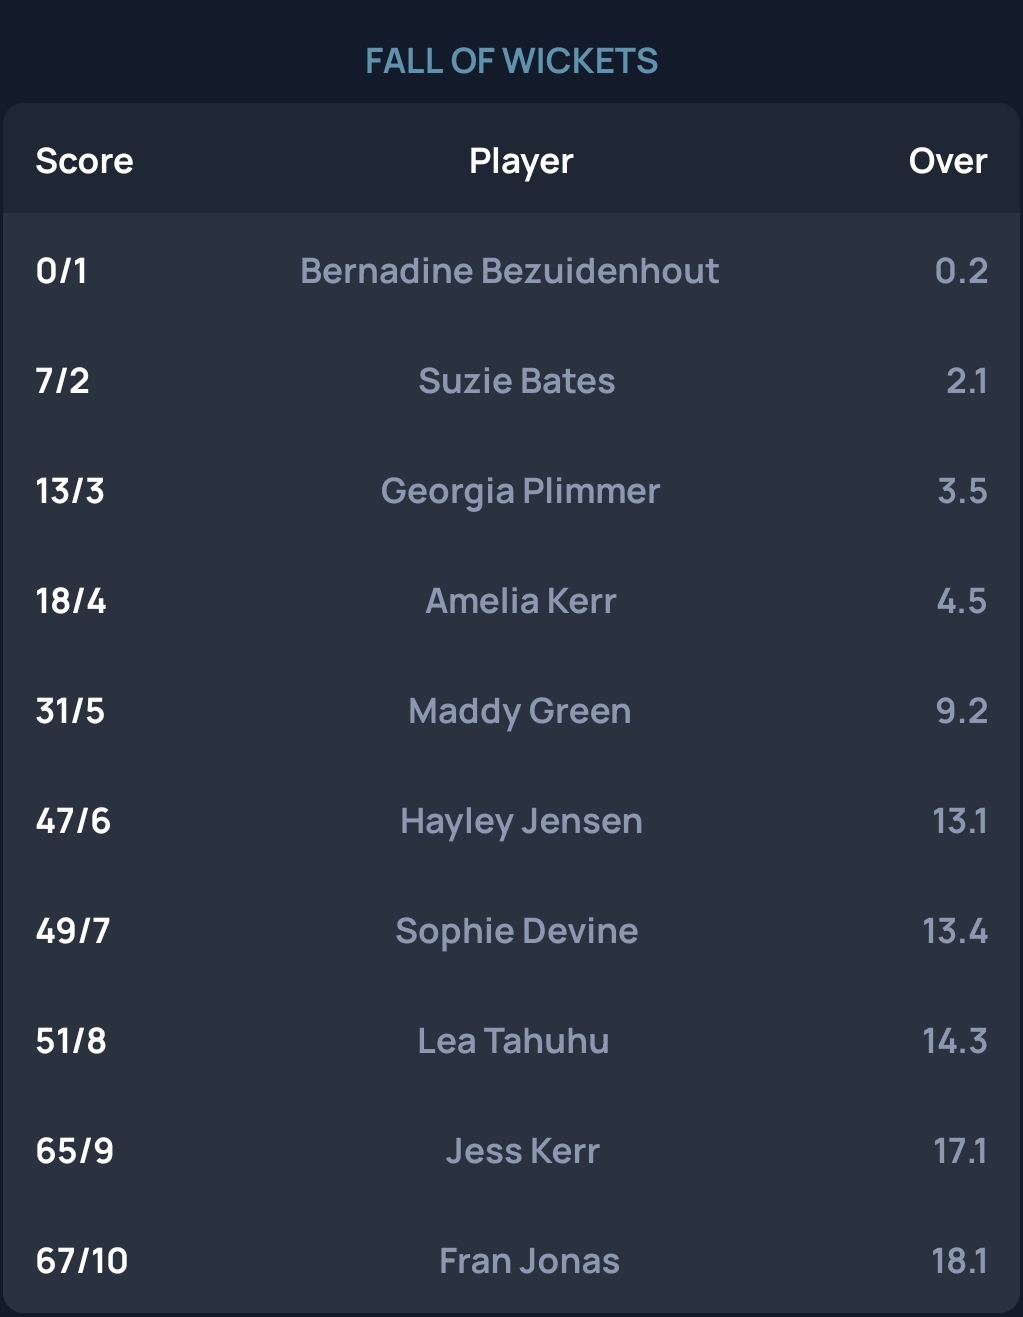 FALL OF WICKETS
Score Player Over
0/1 Bernadine Bezuidenhout 0.2
7/2 Suzie Bates 2.1
13/3 Georgia Plimmer 3.5
18/4 Amelia Kerr 4.5
31/5 Maddy Green 9.2
47/6 Hayley Jensen 13.1
49/7 Sophie Devine 13.4
51/8 Lea Tahuhu 14.3
65/9 Jess Kerr 17.1
67/10 Fran Jonas 18.1